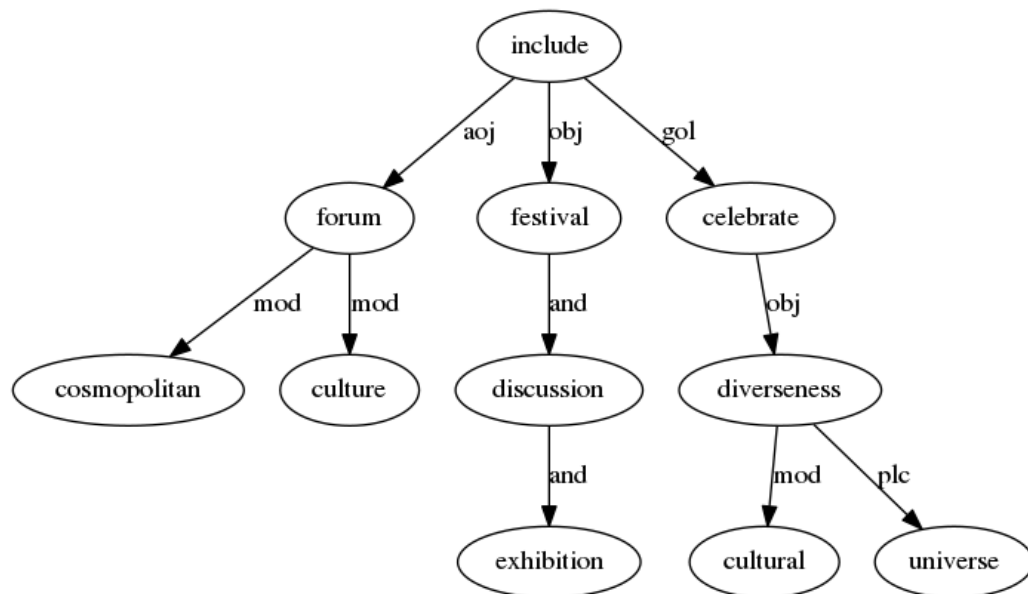 include
aoj obj gol
forum festival celebrate
mod mod and obj
cosmopolitan culture discussion diverseness
and mod plc
exhibition cultural universe